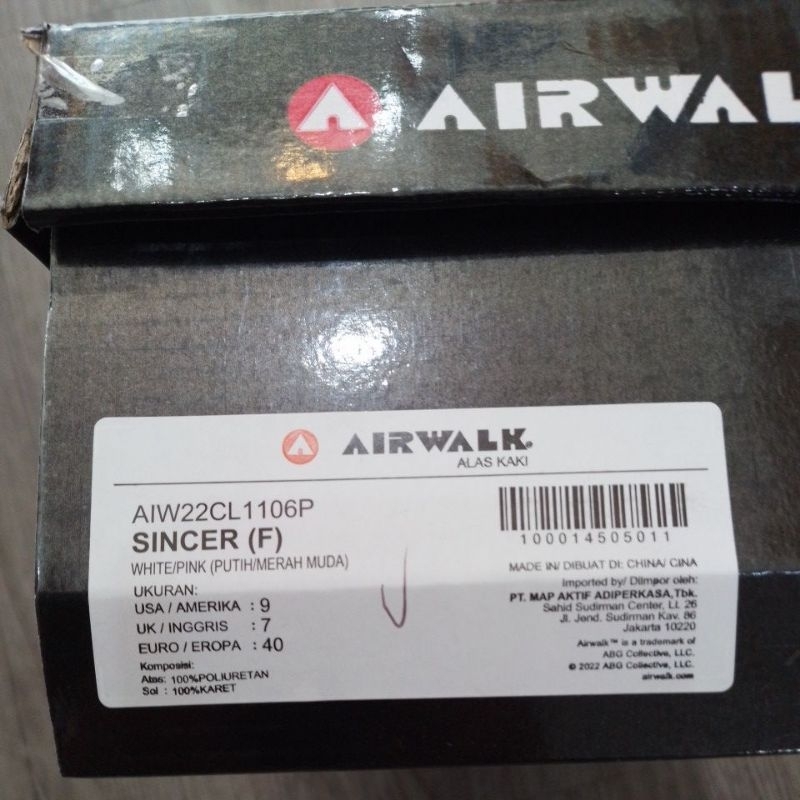 AIRWAL
AIRWALK®
ALAS KAKI
AIW22CL1106P
SINCER (F)
WHITE/PINK (PUTIH/MERAH MUDA)
UKURAN:
USA / AMERIKA : 9
UK / INGGRIS : 7
EURO / EROPA : 40
Komposisi:
Atas: 100%POLIURETAN
Sol : 100%KARET
100014505011
MADE IN/ DIBUAT DI: CHINA/ CINA
Imported by/ Diimpor oleh:
PT. MAP AKTIF ADIPERKASA,Tbk.
Sahid Sudirman Center, Lt. 26
Jl. Jend. Sudirman Kav. 86
Jakarta 10220
Airwalk™ is a trademark of
ABG Collective, LLC.
© 2022 ABG Collective, LLC.
airwalk.com